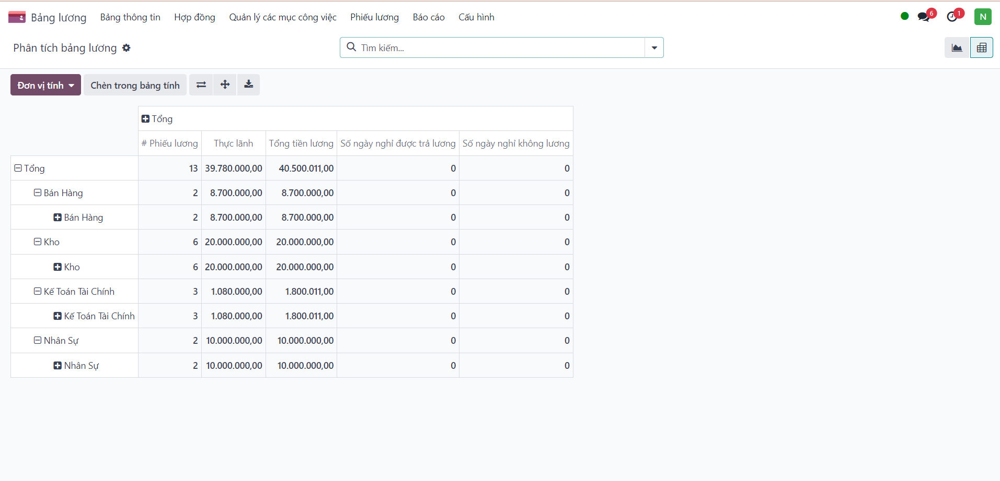 Bảng lương Bảng thông tin Hợp đồng Quản lý các mục công việc Phiếu lương Báo cáo Cấu hình 6 1 N
Phân tích bảng lương Tìm kiếm...
Đơn vị tính Chèn trong bảng tính
Tổng
# Phiếu lương Thực lãnh Tổng tiền lương Số ngày nghỉ được trả lương Số ngày nghỉ không lương
Tổng 13 39.780.000,00 40.500.011,00 0 0
Bán Hàng 2 8.700.000,00 8.700.000,00 0 0
Bán Hàng 2 8.700.000,00 8.700.000,00 0 0
Kho 6 20.000.000,00 20.000.000,00 0 0
Kho 6 20.000.000,00 20.000.000,00 0 0
Kế Toán Tài Chính 3 1.080.000,00 1.800.011,00 0 0
Kế Toán Tài Chính 3 1.080.000,00 1.800.011,00 0 0
Nhân Sự 2 10.000.000,00 10.000.000,00 0 0
Nhân Sự 2 10.000.000,00 10.000.000,00 0 0